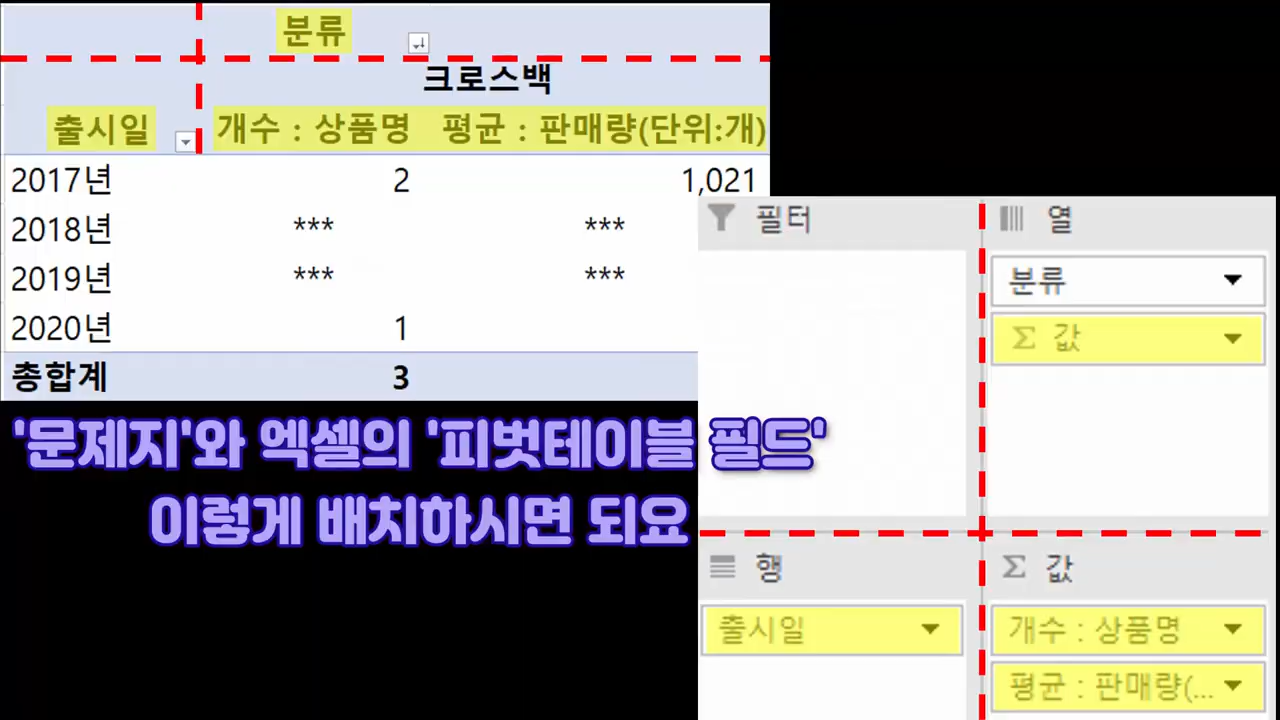 분류
크로스백
출시일 개수 : 상품명 평균 : 판매량(단위:개)
2017년 2 1,021
2018년 *** ***
2019년 *** ***
2020년 1
총합계 3
필터
열
분류
Σ 값
'문제지'와 엑셀의 '피벗테이블 필드'
이렇게 배치하시면 되요
행
Σ 값
출시일
개수 : 상품명
평균 : 판매량(...